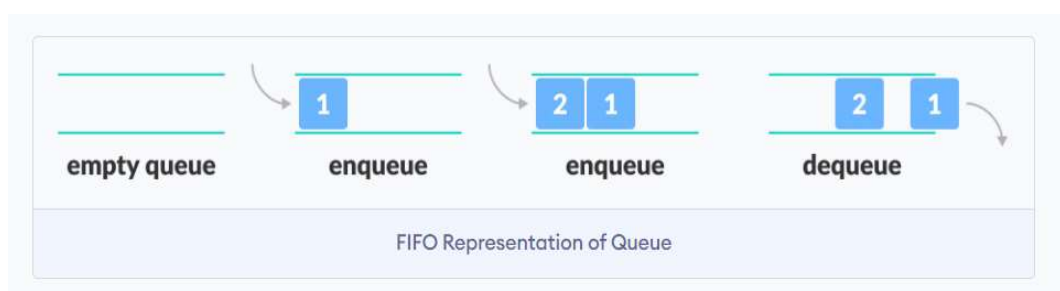 1 2 1 2 1
empty queue enqueue enqueue dequeue
FIFO Representation of Queue